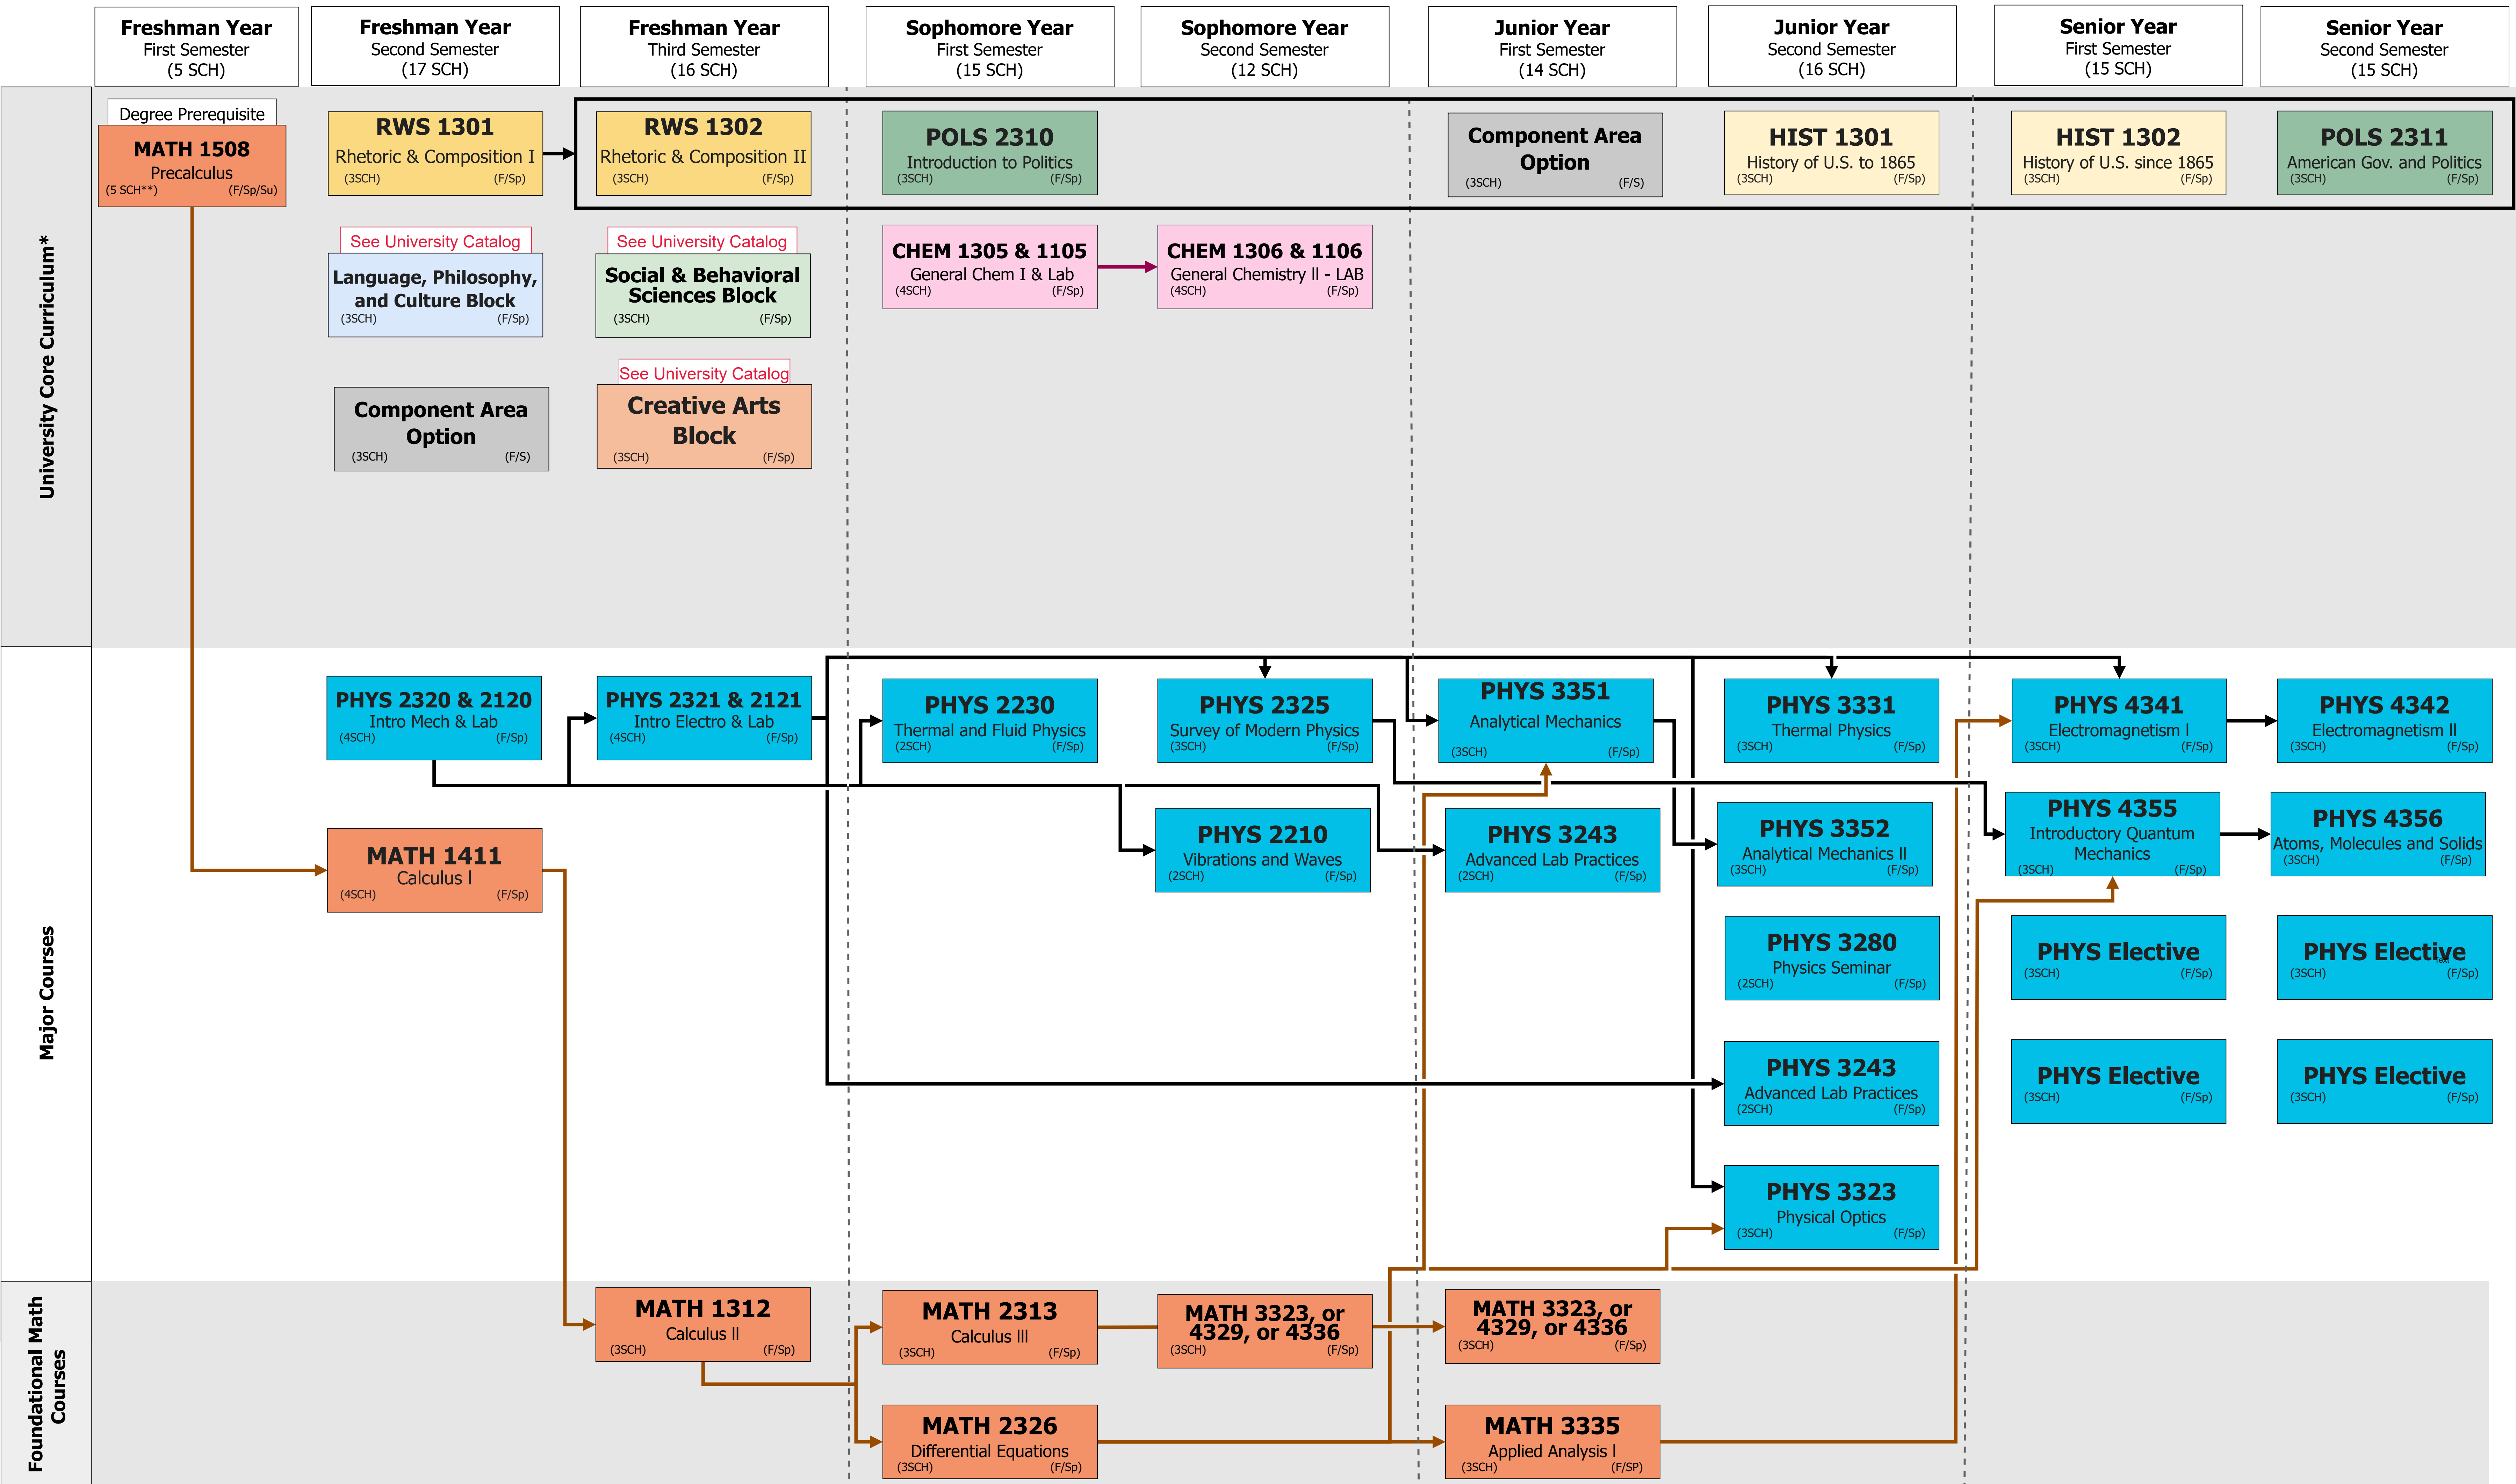 Freshman Year
First Semester
(5 SCH)
Freshman Year
Second Semester
(17 SCH)
Freshman Year
Third Semester
(16 SCH)
Sophomore Year
First Semester
(15 SCH)
Sophomore Year
Second Semester
(12 SCH)
Junior Year
First Semester
(14 SCH)
Junior Year
Second Semester
(16 SCH)
Senior Year
First Semester
(15 SCH)
Senior Year
Second Semester
(15 SCH)
University Core Curriculum*
Degree Prerequisite
MATH 1508
Precalculus
(5 SCH**) (F/Sp/Su)
RWS 1301
Rhetoric & Composition I
(3SCH) (F/Sp)
RWS 1302
Rhetoric & Composition II
(3SCH) (F/Sp)
POLS 2310
Introduction to Politics
(3SCH) (F/Sp)
Component Area
Option
(3SCH) (F/S)
HIST 1301
History of U.S. to 1865
(3SCH) (F/Sp)
HIST 1302
History of U.S. since 1865
(3SCH) (F/Sp)
POLS 2311
American Gov. and Politics
(3SCH) (F/Sp)
See University Catalog
Language, Philosophy,
and Culture Block
(3SCH) (F/Sp)
See University Catalog
Social & Behavioral
Sciences Block
(3SCH) (F/Sp)
CHEM 1305 & 1105
General Chem I & Lab
(4SCH) (F/Sp)
CHEM 1306 & 1106
General Chemistry II - LAB
(4SCH) (F/Sp)
Component Area
Option
(3SCH) (F/S)
See University Catalog
Creative Arts
Block
(3SCH) (F/Sp)
Major Courses
PHYS 2320 & 2120
Intro Mech & Lab
(4SCH) (F/Sp)
PHYS 2321 & 2121
Intro Electro & Lab
(4SCH) (F/Sp)
PHYS 2230
Thermal and Fluid Physics
(2SCH) (F/Sp)
PHYS 2325
Survey of Modern Physics
(3SCH) (F/Sp)
PHYS 3351
Analytical Mechanics
(3SCH) (F/Sp)
PHYS 3331
Thermal Physics
(3SCH) (F/Sp)
PHYS 4341
Electromagnetism I
(3SCH) (F/Sp)
PHYS 4342
Electromagnetism II
(3SCH) (F/Sp)
MATH 1411
Calculus I
(4SCH) (F/Sp)
PHYS 2210
Vibrations and Waves
(2SCH) (F/Sp)
PHYS 3243
Advanced Lab Practices
(2SCH) (F/Sp)
PHYS 3352
Analytical Mechanics II
(3SCH) (F/Sp)
PHYS 4355
Introductory Quantum
Mechanics
(3SCH) (F/Sp)
PHYS 4356
Atoms, Molecules and Solids
(3SCH) (F/Sp)
PHYS 3280
Physics Seminar
(2SCH) (F/Sp)
PHYS Elective
(3SCH) (F/Sp)
PHYS Elective
Text
(3SCH) (F/Sp)
PHYS 3243
Advanced Lab Practices
(2SCH) (F/Sp)
PHYS Elective
(3SCH) (F/Sp)
PHYS Elective
(3SCH) (F/Sp)
PHYS 3323
Physical Optics
(3SCH) (F/Sp)
Foundational Math
Courses
MATH 1312
Calculus II
(3SCH) (F/Sp)
MATH 2313
Calculus III
(3SCH) (F/Sp)
MATH 3323, or
4329, or 4336
(3SCH) (F/Sp)
MATH 3323, or
4329, or 4336
(3SCH) (F/Sp)
MATH 2326
Differential Equations
(3SCH) (F/Sp)
MATH 3335
Applied Analysis I
(3SCH) (F/SP)